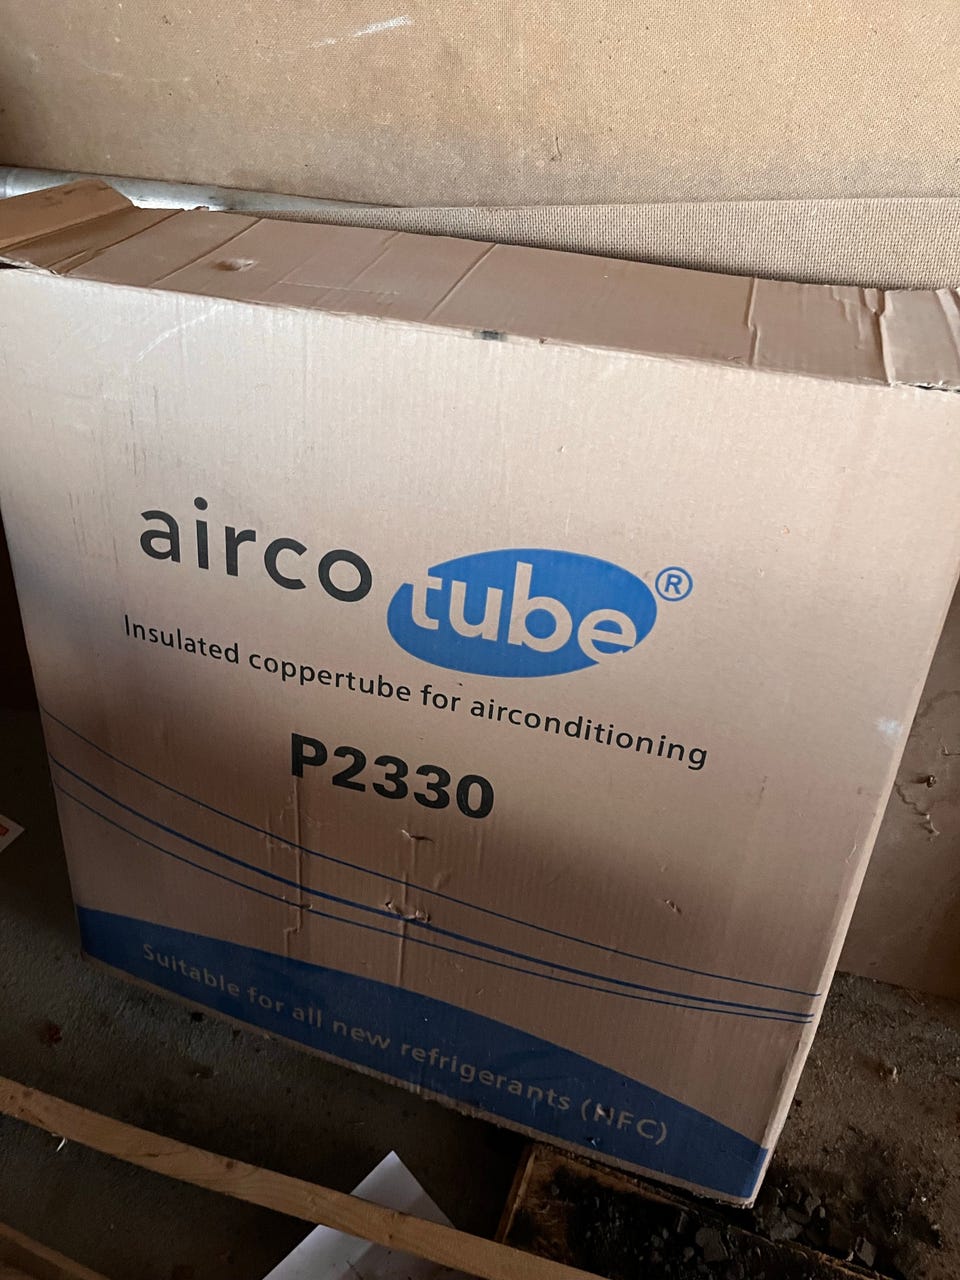 airco tube®
Insulated coppertube for airconditioning
P2330
Suitable for all new refrigerants (HFC)